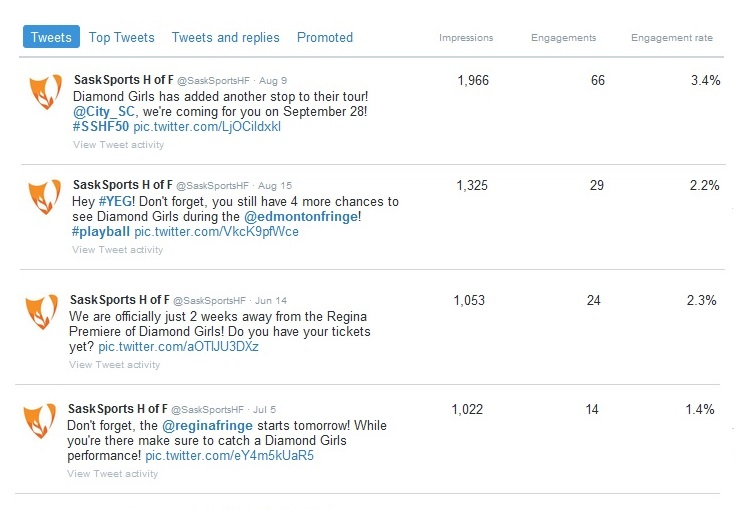 Tweets Top Tweets Tweets and replies Promoted Impressions Engagements Engagement rate
SaskSports H of F @SaskSportsHF · Aug 9 1,966 66 3.4%
Diamond Girls has added another stop to their tour!
@City_SC, we're coming for you on September 28!
#SSHF50 pic.twitter.com/LjOCildxkl
View Tweet activity
SaskSports H of F @SaskSportsHF · Aug 15 1,325 29 2.2%
Hey #YEG! Don't forget, you still have 4 more chances to
see Diamond Girls during the @edmontonfringe!
#playball pic.twitter.com/VkcK9pfWce
View Tweet activity
SaskSports H of F @SaskSportsHF · Jun 14 1,053 24 2.3%
We are officially just 2 weeks away from the Regina
Premiere of Diamond Girls! Do you have your tickets
yet? pic.twitter.com/aOTlJU3DXz
View Tweet activity
SaskSports H of F @SaskSportsHF · Jul 5 1,022 14 1.4%
Don't forget, the @reginafringe starts tomorrow! While
you're there make sure to catch a Diamond Girls
performance! pic.twitter.com/eY4m5kUaR5
View Tweet activity